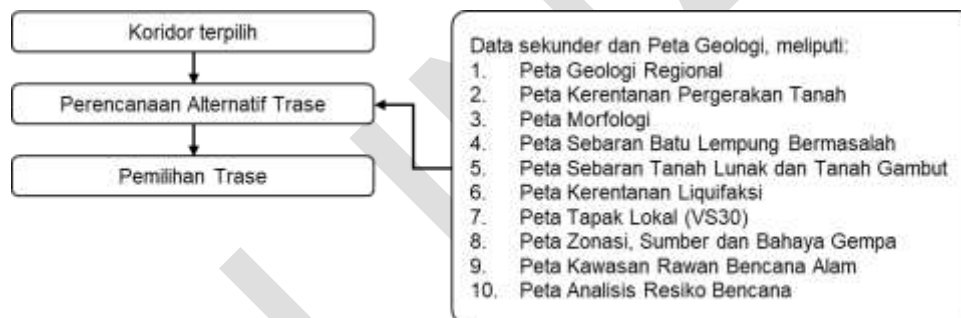 Koridor terpilih
Perencanaan Alternatif Trase
Pemilihan Trase
Data sekunder dan Peta Geologi, meliputi:
1. Peta Geologi Regional
2. Peta Kerentanan Pergerakan Tanah
3. Peta Morfologi
4. Peta Sebaran Batu Lempung Bermasalah
5. Peta Sebaran Tanah Lunak dan Tanah Gambut
6. Peta Kerentanan Liquifaksi
7. Peta Tapak Lokal (VS30)
8. Peta Zonasi, Sumber dan Bahaya Gempa
9. Peta Kawasan Rawan Bencana Alam
10. Peta Analisis Resiko Bencana